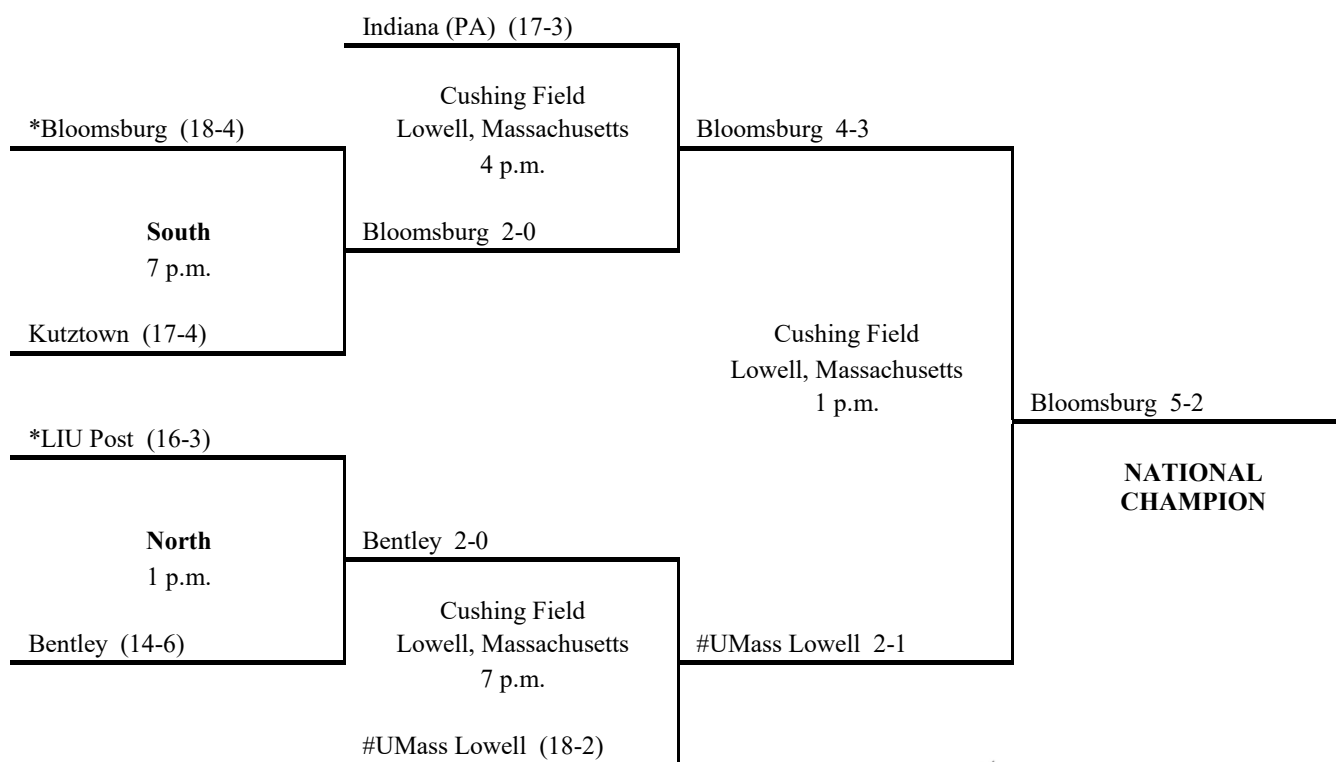 Indiana (PA) (17-3)
Cushing Field
Lowell, Massachusetts
4 p.m.
*Bloomsburg (18-4)
Bloomsburg 4-3
South
7 p.m.
Bloomsburg 2-0
Kutztown (17-4)
Cushing Field
Lowell, Massachusetts
1 p.m.
Bloomsburg 5-2
NATIONAL
CHAMPION
*LIU Post (16-3)
North
1 p.m.
Bentley 2-0
Bentley (14-6)
Cushing Field
Lowell, Massachusetts
7 p.m.
#UMass Lowell 2-1
#UMass Lowell (18-2)